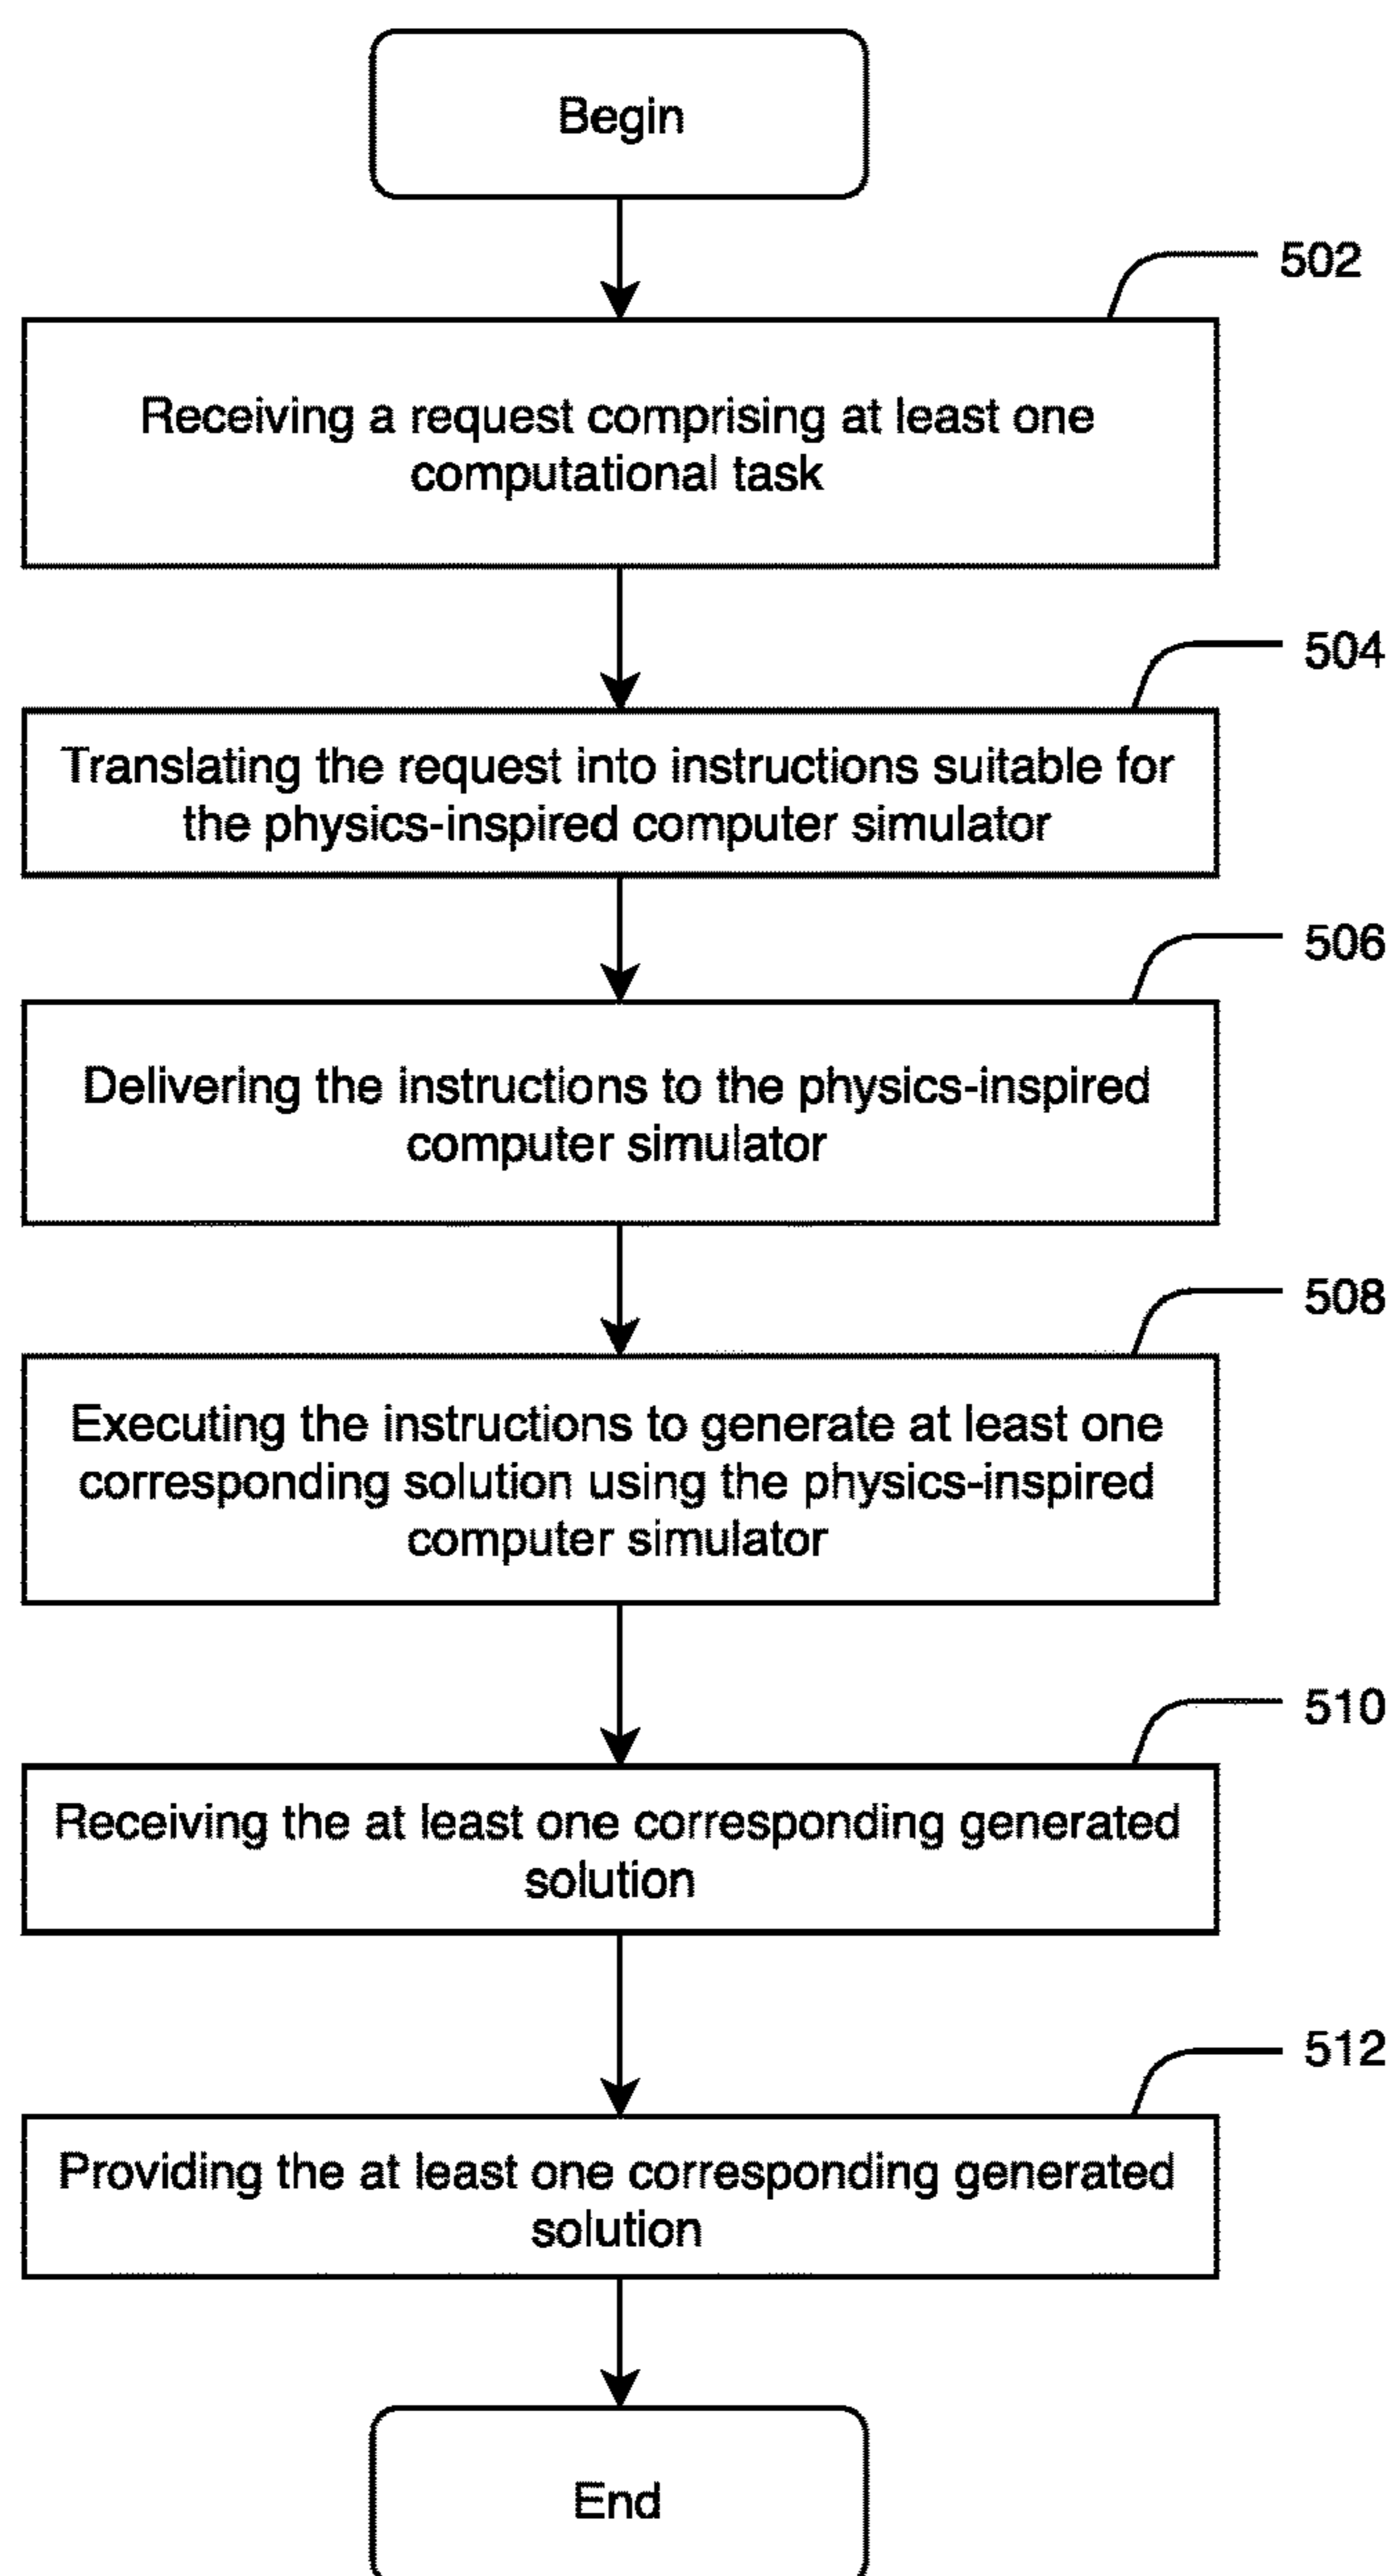 Begin
502
Receiving a request comprising at least one
computational task
504
Translating the request into instructions suitable for
the physics-inspired computer simulator
506
Delivering the instructions to the physics-inspired
computer simulator
508
Executing the instructions to generate at least one
corresponding solution using the physics-inspired
computer simulator
510
Receiving the at least one corresponding generated
solution
512
Providing the at least one corresponding generated
solution
End